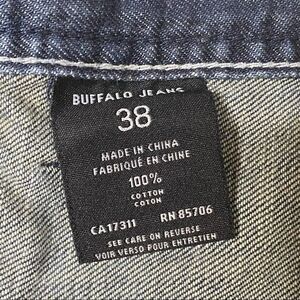 BUFFALO JEANS
38
MADE IN CHINA
FABRIQUÉ EN CHINE
100%
COTTON
COTON
CA17311 RN 85706
SEE CARE ON REVERSE
VOIR VERSO POUR ENTRETIEN